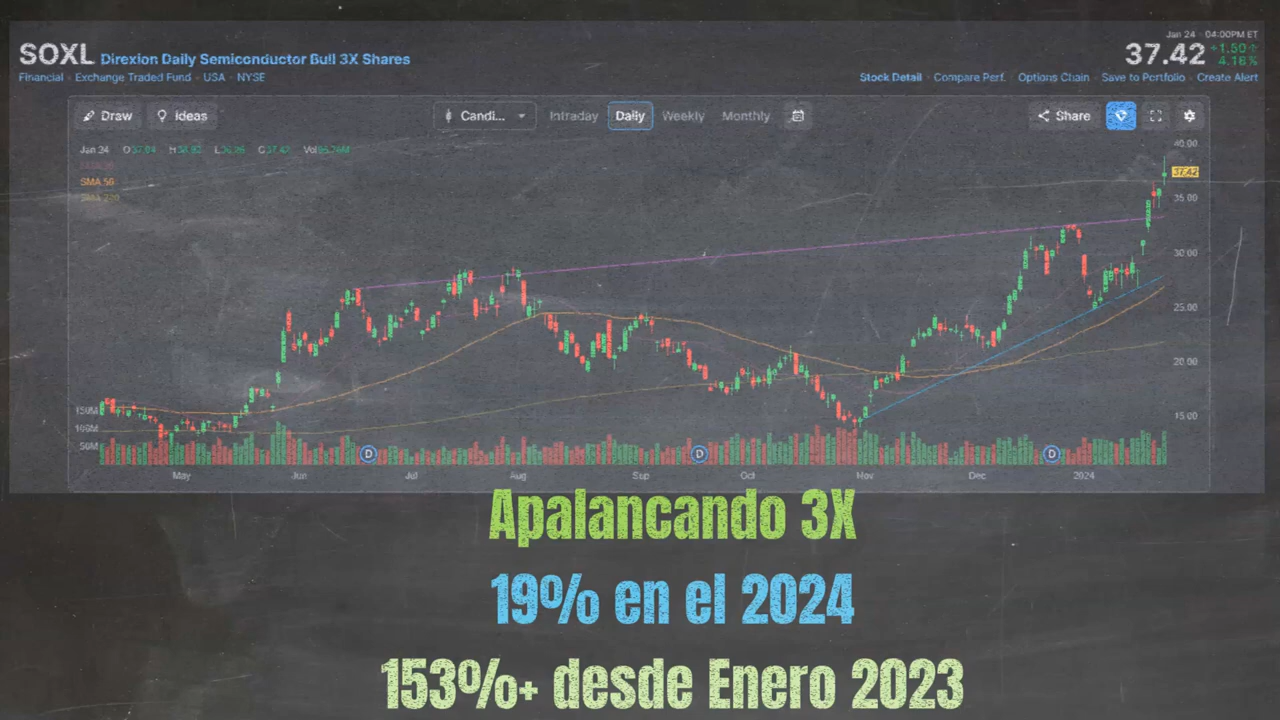 SOXL Direxion Daily Semiconductor Bull 3X Shares
Financial · Exchange Traded Fund · USA · NYSE
Jan 24 · 04:00PM ET
37.42 +1.50
4.16%
Stock Detail · Compare Perf. · Options Chain · Save to Portfolio · Create Alert
Draw Ideas Candl... Intraday Daily Weekly Monthly Share
Jan 24
SMA 50
SMA 200
40.00
37.42
35.00
30.00
25.00
20.00
15.00
150M
100M
50M
D D D
May Jun Jul Aug Sep Oct Nov Dec 2024
Apalancando 3X
19% en el 2024
153%+ desde Enero 2023